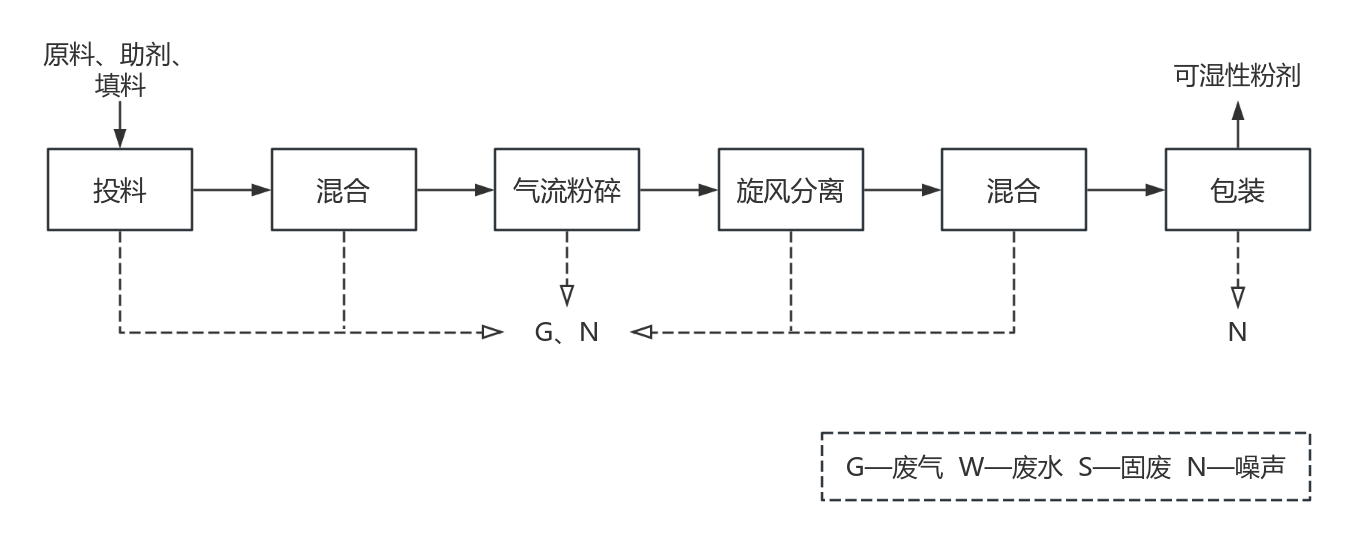 原料、助剂、
填料
可湿性粉剂
投料
混合
气流粉碎
旋风分离
混合
包装
G、N
N
G—废气 W—废水 S—固废 N—噪声